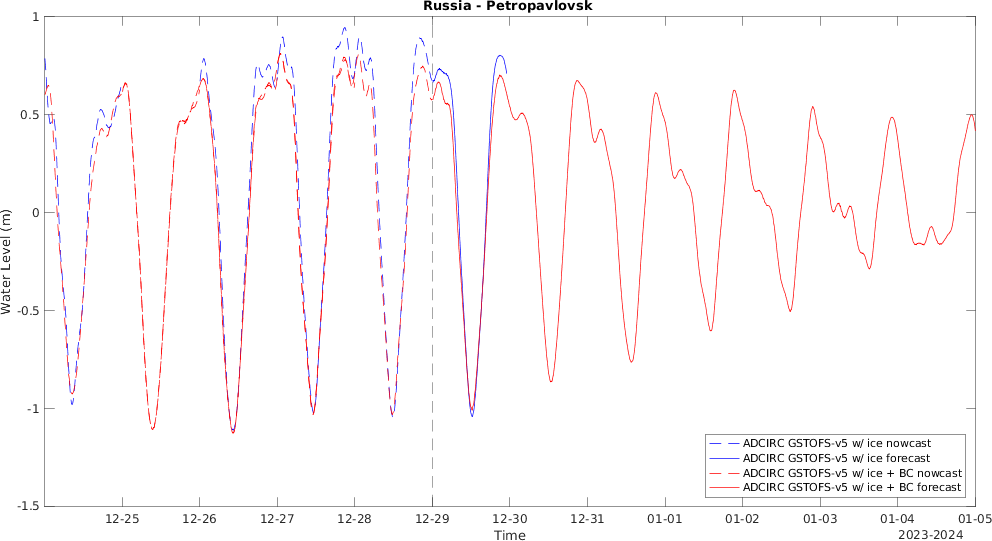 Russia - Petropavlovsk
1
0.5
0
-0.5
-1
-1.5
Water Level (m)
ADCIRC GSTOFS-v5 w/ ice nowcast
ADCIRC GSTOFS-v5 w/ ice forecast
ADCIRC GSTOFS-v5 w/ ice + BC nowcast
ADCIRC GSTOFS-v5 w/ ice + BC forecast
12-25 12-26 12-27 12-28 12-29 12-30 12-31 01-01 01-02 01-03 01-04 01-05
Time
2023-2024